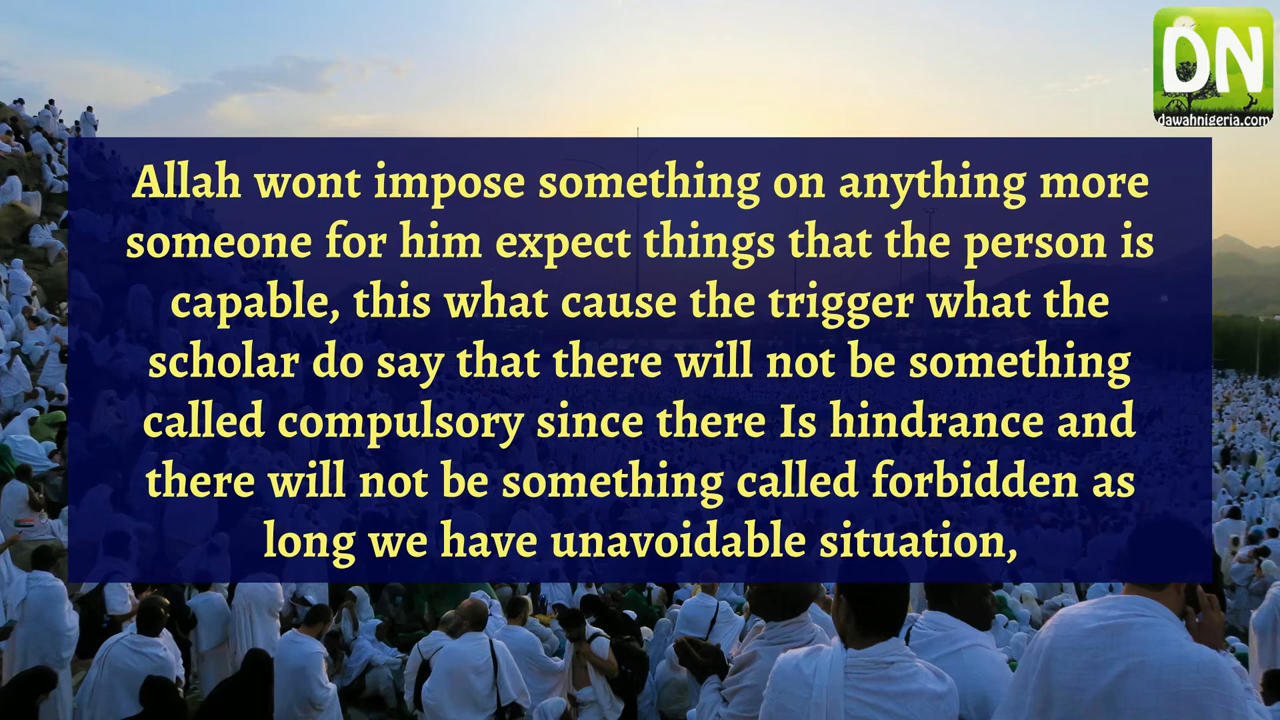 DN
dawahnigeria.com
Allah wont impose something on anything more
someone for him expect things that the person is
capable, this what cause the trigger what the
scholar do say that there will not be something
called compulsory since there Is hindrance and
there will not be something called forbidden as
long we have unavoidable situation,